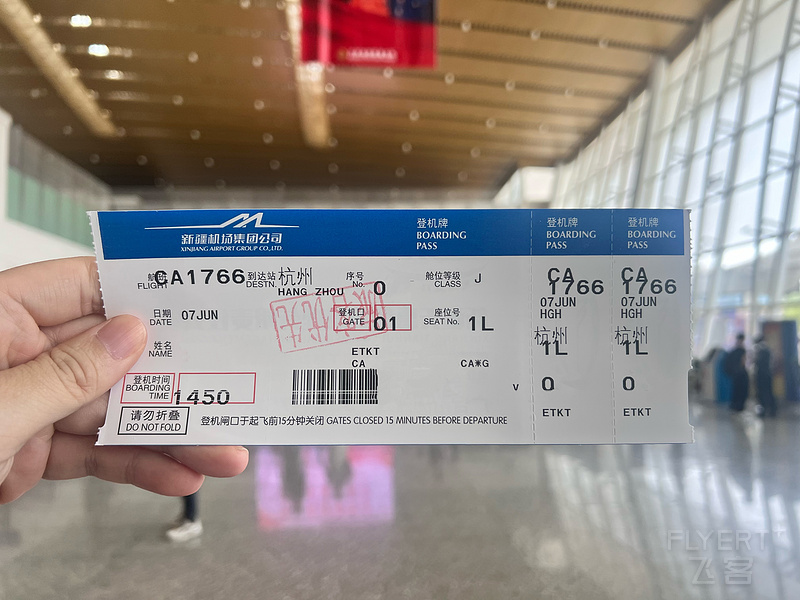 新疆机场集团公司
XINJIANG AIRPORT GROUP CO.,LTD.
登机牌
BOARDING
PASS
航班
FLIGHT
CA1766
到达站
DESTN.
杭州
HANG ZHOU
序号
No.
0
舱位等级
CLASS
J
日期
DATE
07JUN
登机口
GATE
01
座位号
SEAT No.
1L
姓名
NAME
优先
ETKT
CA
CA*G
登机时间
BOARDING
TIME
1450
V
请勿折叠
DO NOT FOLD
登机闸口于起飞前15分钟关闭 GATES CLOSED 15 MINUTES BEFORE DEPARTURE
登机牌
BOARDING
PASS
CA
1766
07JUN
HGH
杭州
1L
0
ETKT
登机牌
BOARDING
PASS
CA
1766
07JUN
HGH
杭州
1L
0
ETKT
FLYERT+
飞客